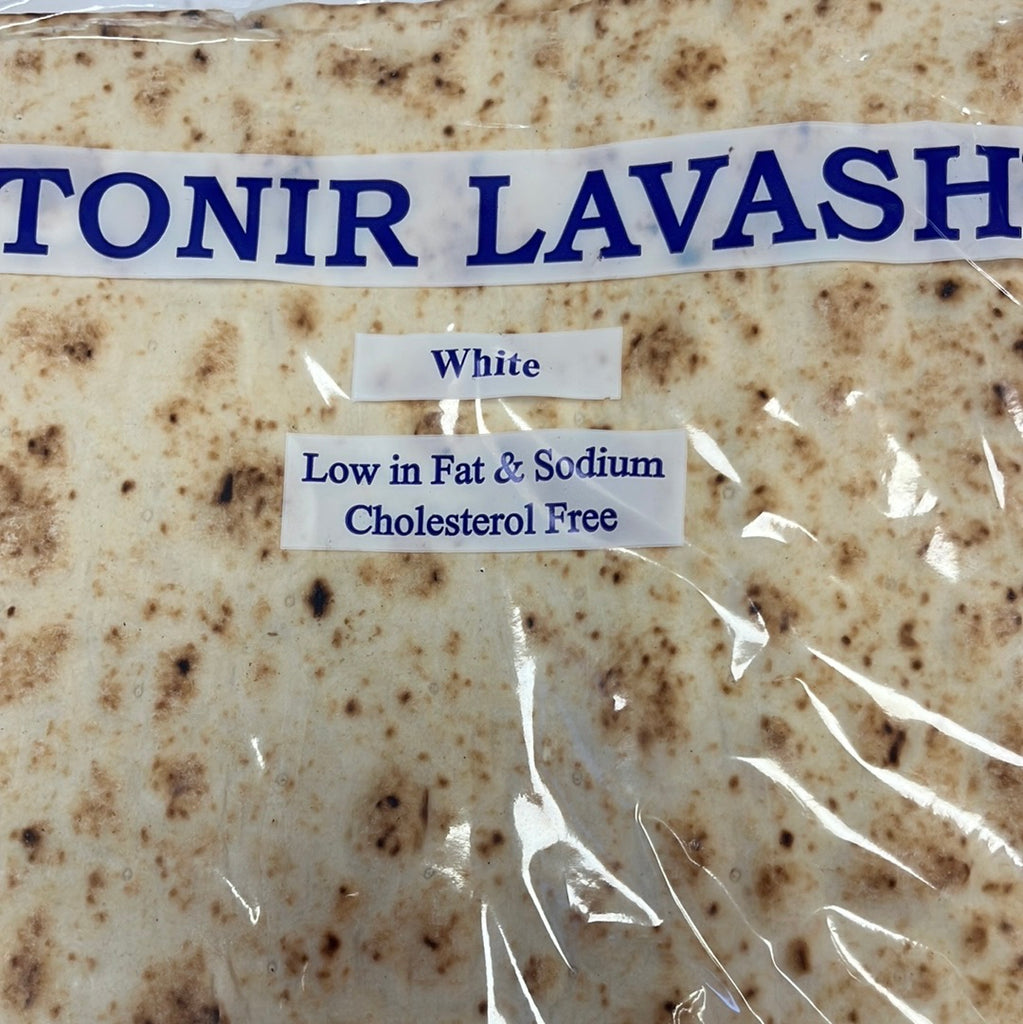 TONIR LAVASH
White
Low in Fat & Sodium
Cholesterol Free